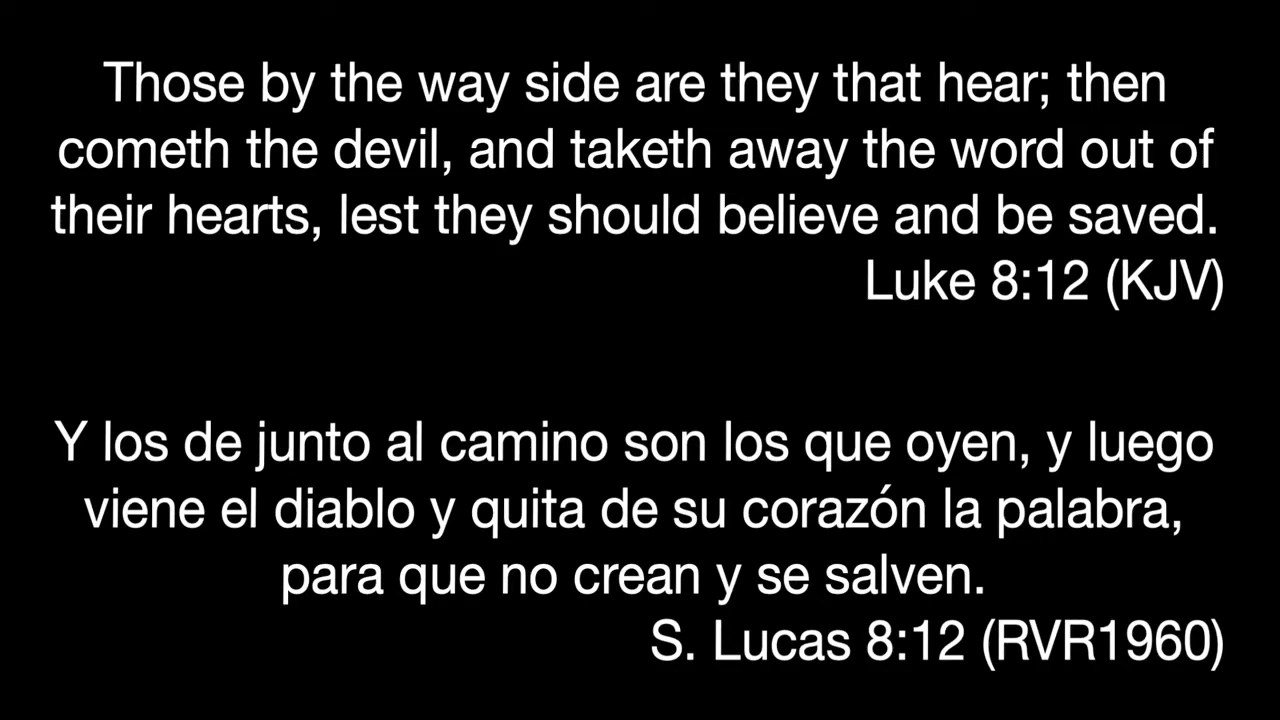 Those by the way side are they that hear; then
cometh the devil, and taketh away the word out of
their hearts, lest they should believe and be saved.
Luke 8:12 (KJV)
Y los de junto al camino son los que oyen, y luego
viene el diablo y quita de su corazón la palabra,
para que no crean y se salven.
S. Lucas 8:12 (RVR1960)